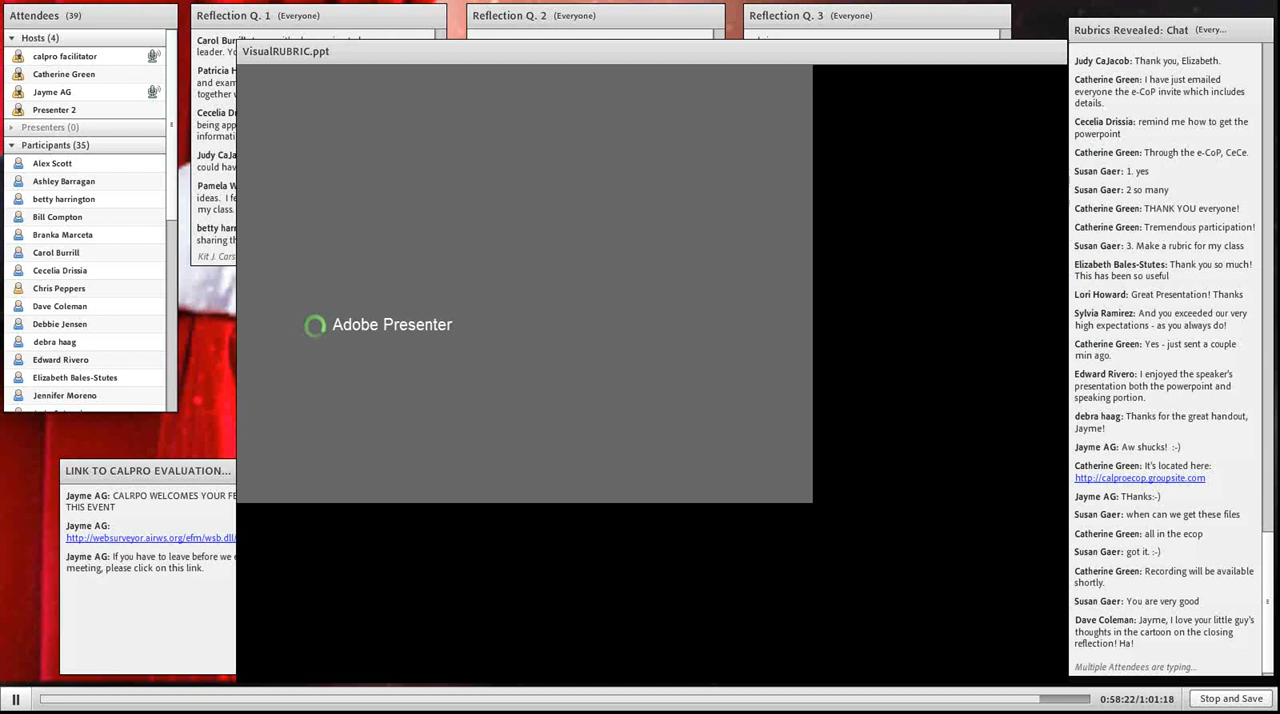 Attendees (39)
Hosts (4)
calpro facilitator
Catherine Green
Jayme AG
Presenter 2
Presenters (0)
Participants (35)
Alex Scott
Ashley Barragan
betty harrington
Bill Compton
Branka Marceta
Carol Burrill
Cecelia Drissia
Chris Peppers
Dave Coleman
Debbie Jensen
debra haag
Edward Rivero
Elizabeth Bales-Stutes
Jennifer Moreno
Reflection Q. 1 (Everyone)
Carol Burril
leader. Yo
Patricia H
and exam
together w
Cecelia Dr
being app
informati
Judy CaJa
could hav
Pamela W
ideas. I fe
my class.
betty harr
sharing th
Kit J. Cars
Reflection Q. 2 (Everyone)
Reflection Q. 3 (Everyone)
VisualRUBRIC.ppt
Adobe Presenter
LINK TO CALPRO EVALUATION...
Jayme AG: CALRPO WELCOMES YOUR FE
THIS EVENT
Jayme AG:
http://websurveyor.airws.org/efm/wsb.dll/
Jayme AG: If you have to leave before we e
meeting, please click on this link.
Rubrics Revealed: Chat (Every...
Judy CaJacob: Thank you, Elizabeth.
Catherine Green: I have just emailed
everyone the e-CoP invite which includes
details.
Cecelia Drissia: remind me how to get the
powerpoint
Catherine Green: Through the e-CoP, CeCe.
Susan Gaer: 1. yes
Susan Gaer: 2 so many
Catherine Green: THANK YOU everyone!
Catherine Green: Tremendous participation!
Susan Gaer: 3. Make a rubric for my class
Elizabeth Bales-Stutes: Thank you so much!
This has been so useful
Lori Howard: Great Presentation! Thanks
Sylvia Ramirez: And you exceeded our very
high expectations - as you always do!
Catherine Green: Yes - just sent a couple
min ago.
Edward Rivero: I enjoyed the speaker's
presentation both the powerpoint and
speaking portion.
debra haag: Thanks for the great handout,
Jayme!
Jayme AG: Aw shucks! :-)
Catherine Green: It's located here:
http://calproecop.groupsite.com
Jayme AG: THanks:-)
Susan Gaer: when can we get these files
Catherine Green: all in the ecop
Susan Gaer: got it. :-)
Catherine Green: Recording will be available
shortly.
Susan Gaer: You are very good
Dave Coleman: Jayme, I love your little guy's
thoughts in the cartoon on the closing
reflection! Ha!
Multiple Attendees are typing...
0:58:22/1:01:18
Stop and Save